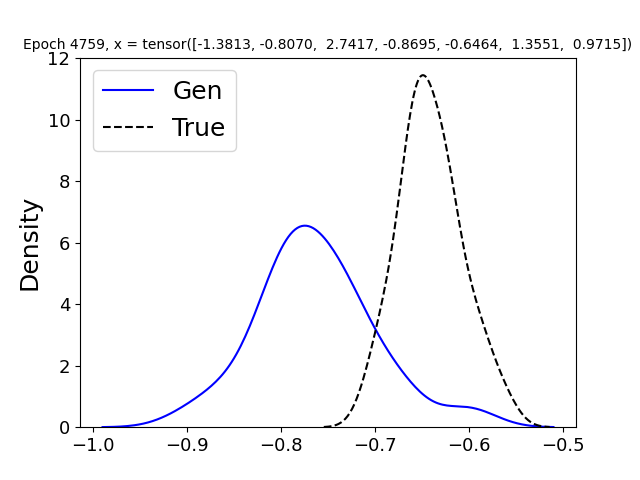 Epoch 4759, x = tensor([-1.3813, -0.8070,  2.7417, -0.8695, -0.6464,  1.3551,  0.9715])
Gen
True
Density
12
10
8
6
4
2
0
−1.0 −0.9 −0.8 −0.7 −0.6 −0.5